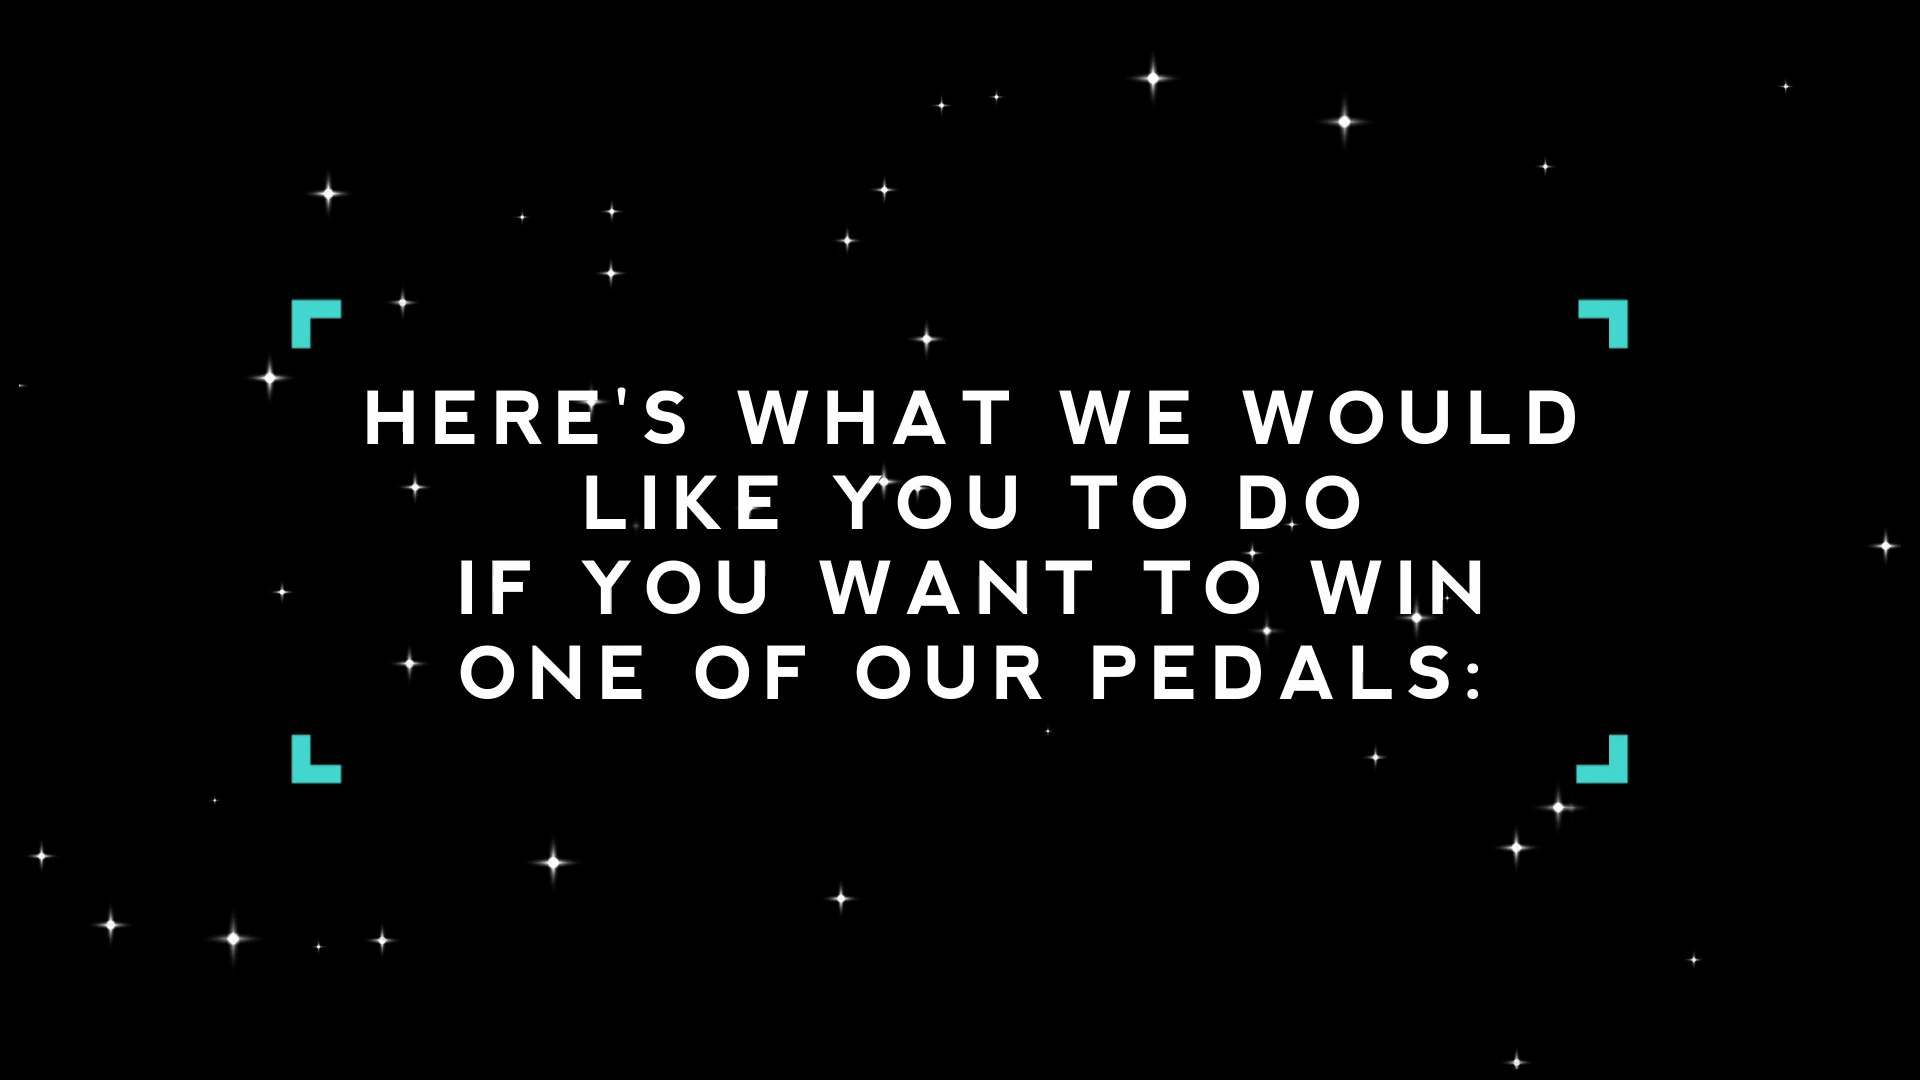 HERE'S WHAT WE WOULD
LIKE YOU TO DO
IF YOU WANT TO WIN
ONE OF OUR PEDALS: